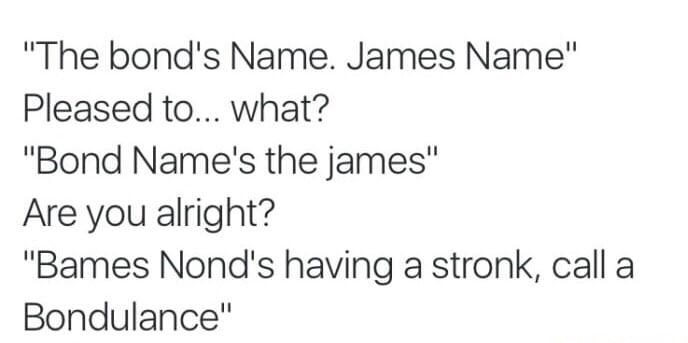 "The bond's Name. James Name"
Pleased to... what?
"Bond Name's the james"
Are you alright?
"Bames Nond's having a stronk, call a
Bondulance"